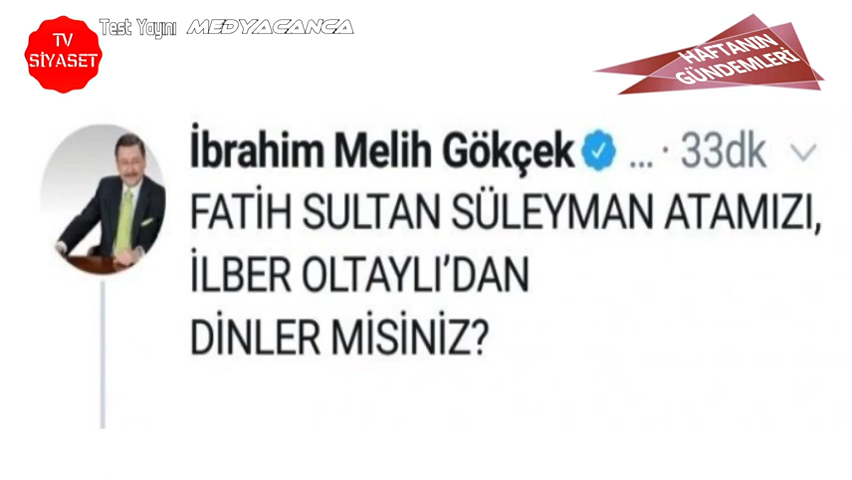 TV
SİYASET
Test Yayını MEDYACANCA
HAFTANIN
GÜNDEMLERİ
İbrahim Melih Gökçek ... · 33dk
FATİH SULTAN SÜLEYMAN ATAMIZI,
İLBER OLTAYLI’DAN
DİNLER MİSİNİZ?